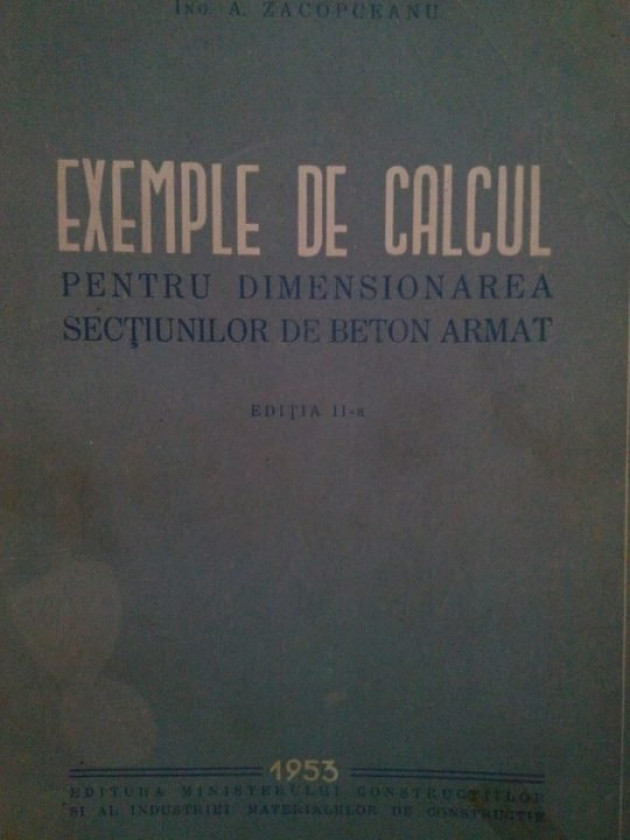 ING. A. ZACOPCEANU
EXEMPLE DE CALCUL
PENTRU DIMENSIONAREA
SECŢIUNILOR DE BETON ARMAT
EDIŢIA II-a
1953
EDITURA MINISTERULUI CONSTRUCŢIILOR
ŞI AL INDUSTRIEI MATERIALELOR DE CONSTRUCŢIE